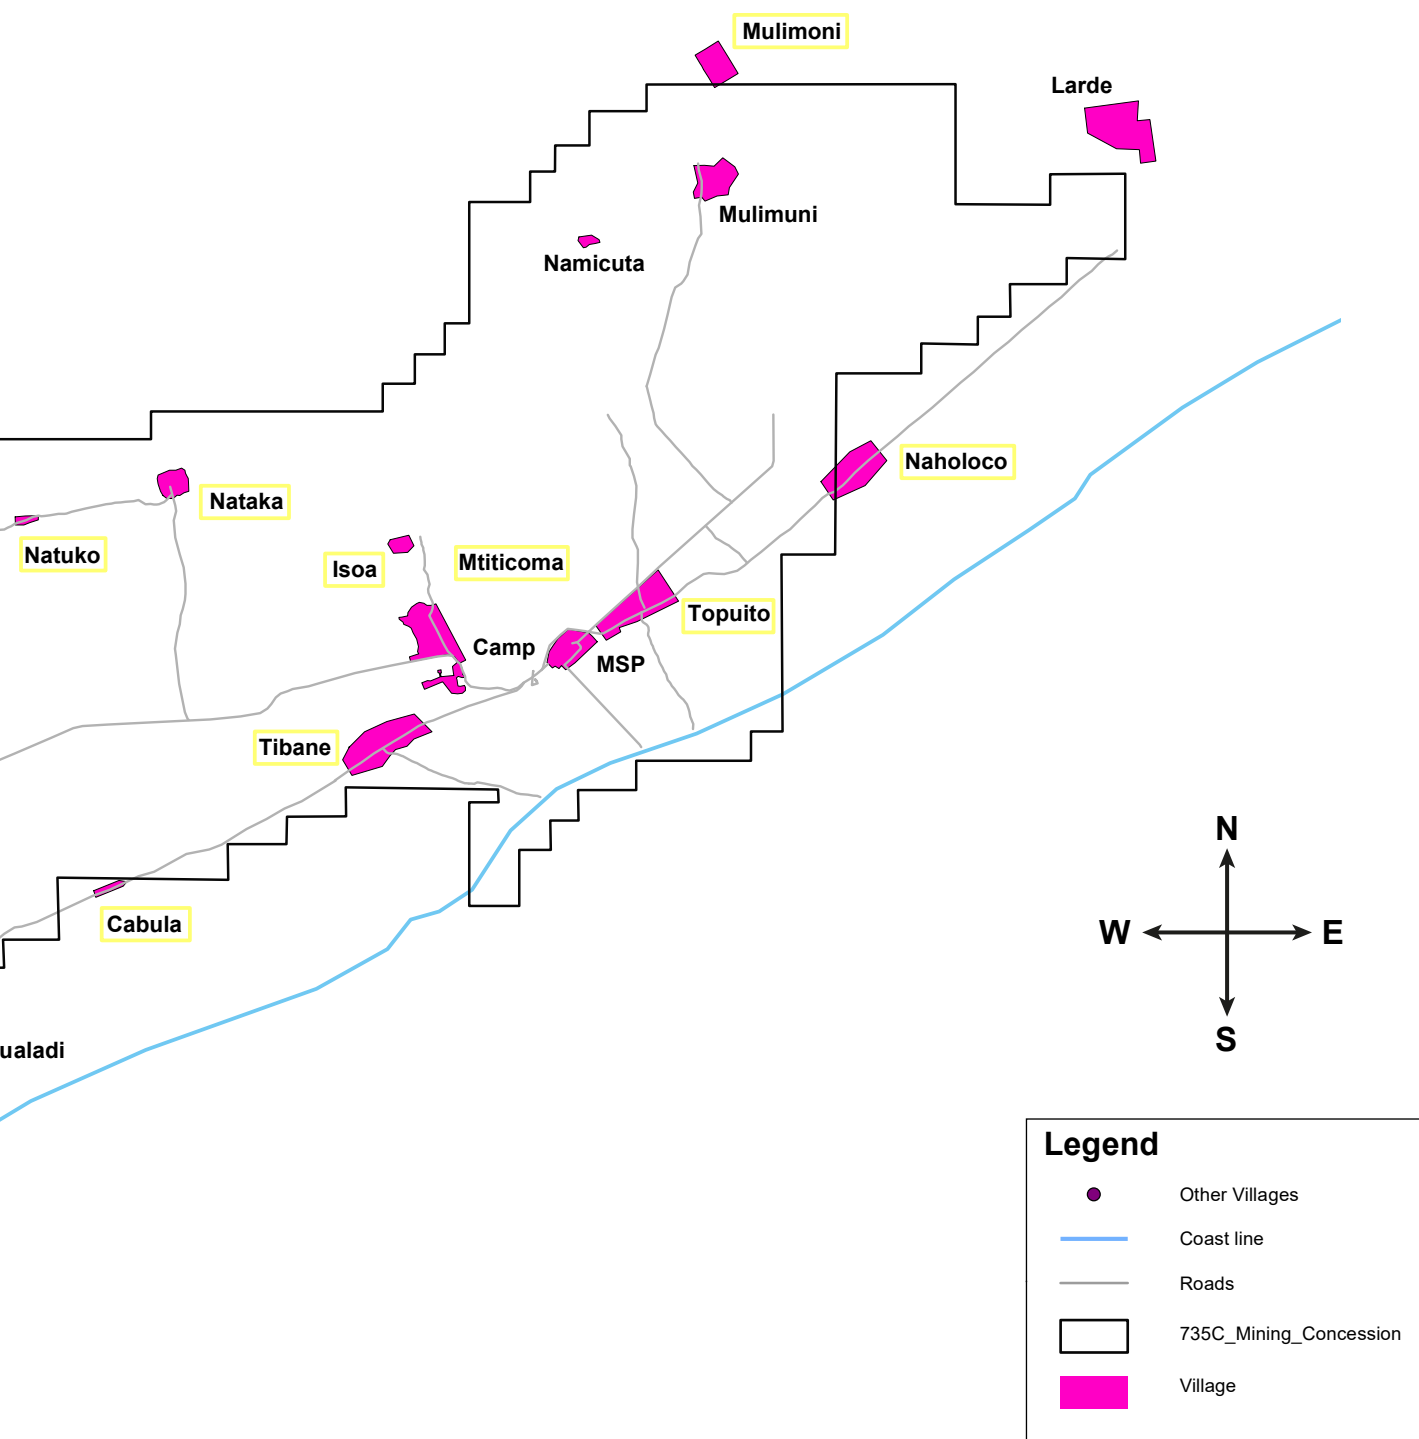 Mulimoni
Larde
Mulimuni
Namicuta
Naholoco
Nataka
Natuko
Isoa
Mtiticoma
Topuito
Camp
MSP
Tibane
Cabula
ualadi
N
W
E
S
Legend
Other Villages
Coast line
Roads
735C_Mining_Concession
Village